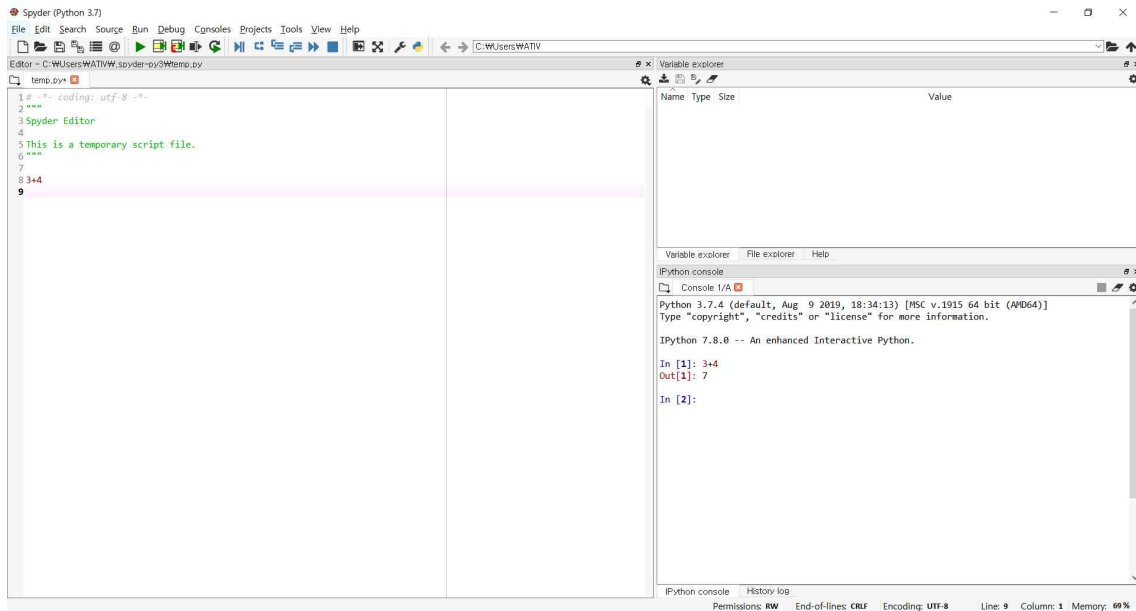 Spyder (Python 3.7)
File Edit Search Source Run Debug Consoles Projects Tools View Help
C:₩Users₩ATIV
Editor - C:₩Users₩ATIV₩.spyder-py3₩temp.py
temp.py*
1 # -*- coding: utf-8 -*-
2 """
3 Spyder Editor
4
5 This is a temporary script file.
6 """
7
8 3+4
9
Variable explorer
Name Type Size Value
Variable explorer File explorer Help
IPython console
Console 1/A
Python 3.7.4 (default, Aug  9 2019, 18:34:13) [MSC v.1915 64 bit (AMD64)]
Type "copyright", "credits" or "license" for more information.
IPython 7.8.0 -- An enhanced Interactive Python.
In [1]: 3+4
Out[1]: 7
In [2]:
IPython console History log
Permissions: RW End-of-lines: CRLF Encoding: UTF-8 Line: 9 Column: 1 Memory: 69 %